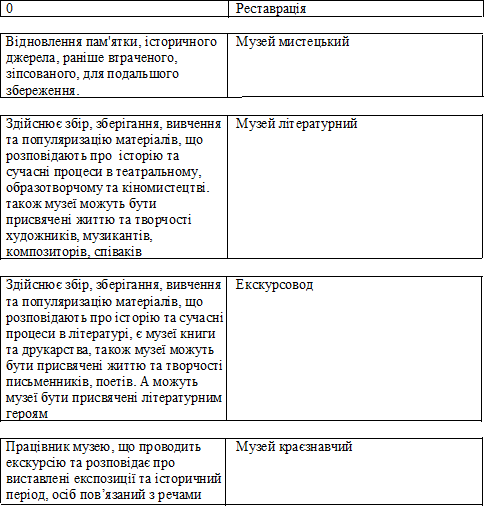 0 Реставрація
Відновлення пам'ятки, історичного
джерела, раніше втраченого,
зіпсованого, для подальшого
збереження.
Музей мистецький
Здійснює збір, зберігання, вивчення
та популяризацію матеріалів, що
розповідають про історію та
сучасні процеси в театральному,
образотворчому та кіномистецтві.
також музеї можуть бути
присвячені життю та творчості
художників, музикантів,
композиторів, співаків
Музей літературний
Здійснює збір, зберігання, вивчення
та популяризацію матеріалів, що
розповідають про історію та сучасні
процеси в літературі, є музеї книги
та друкарства, також музеї можуть
бути присвячені життю та творчості
письменників, поетів. А можуть
музеї бути присвячені літературним
героям
Екскурсовод
Працівник музею, що проводить
екскурсію та розповідає про
виставлені експозиції та історичний
період, осіб пов’язаний з речами
Музей краєзнавчий